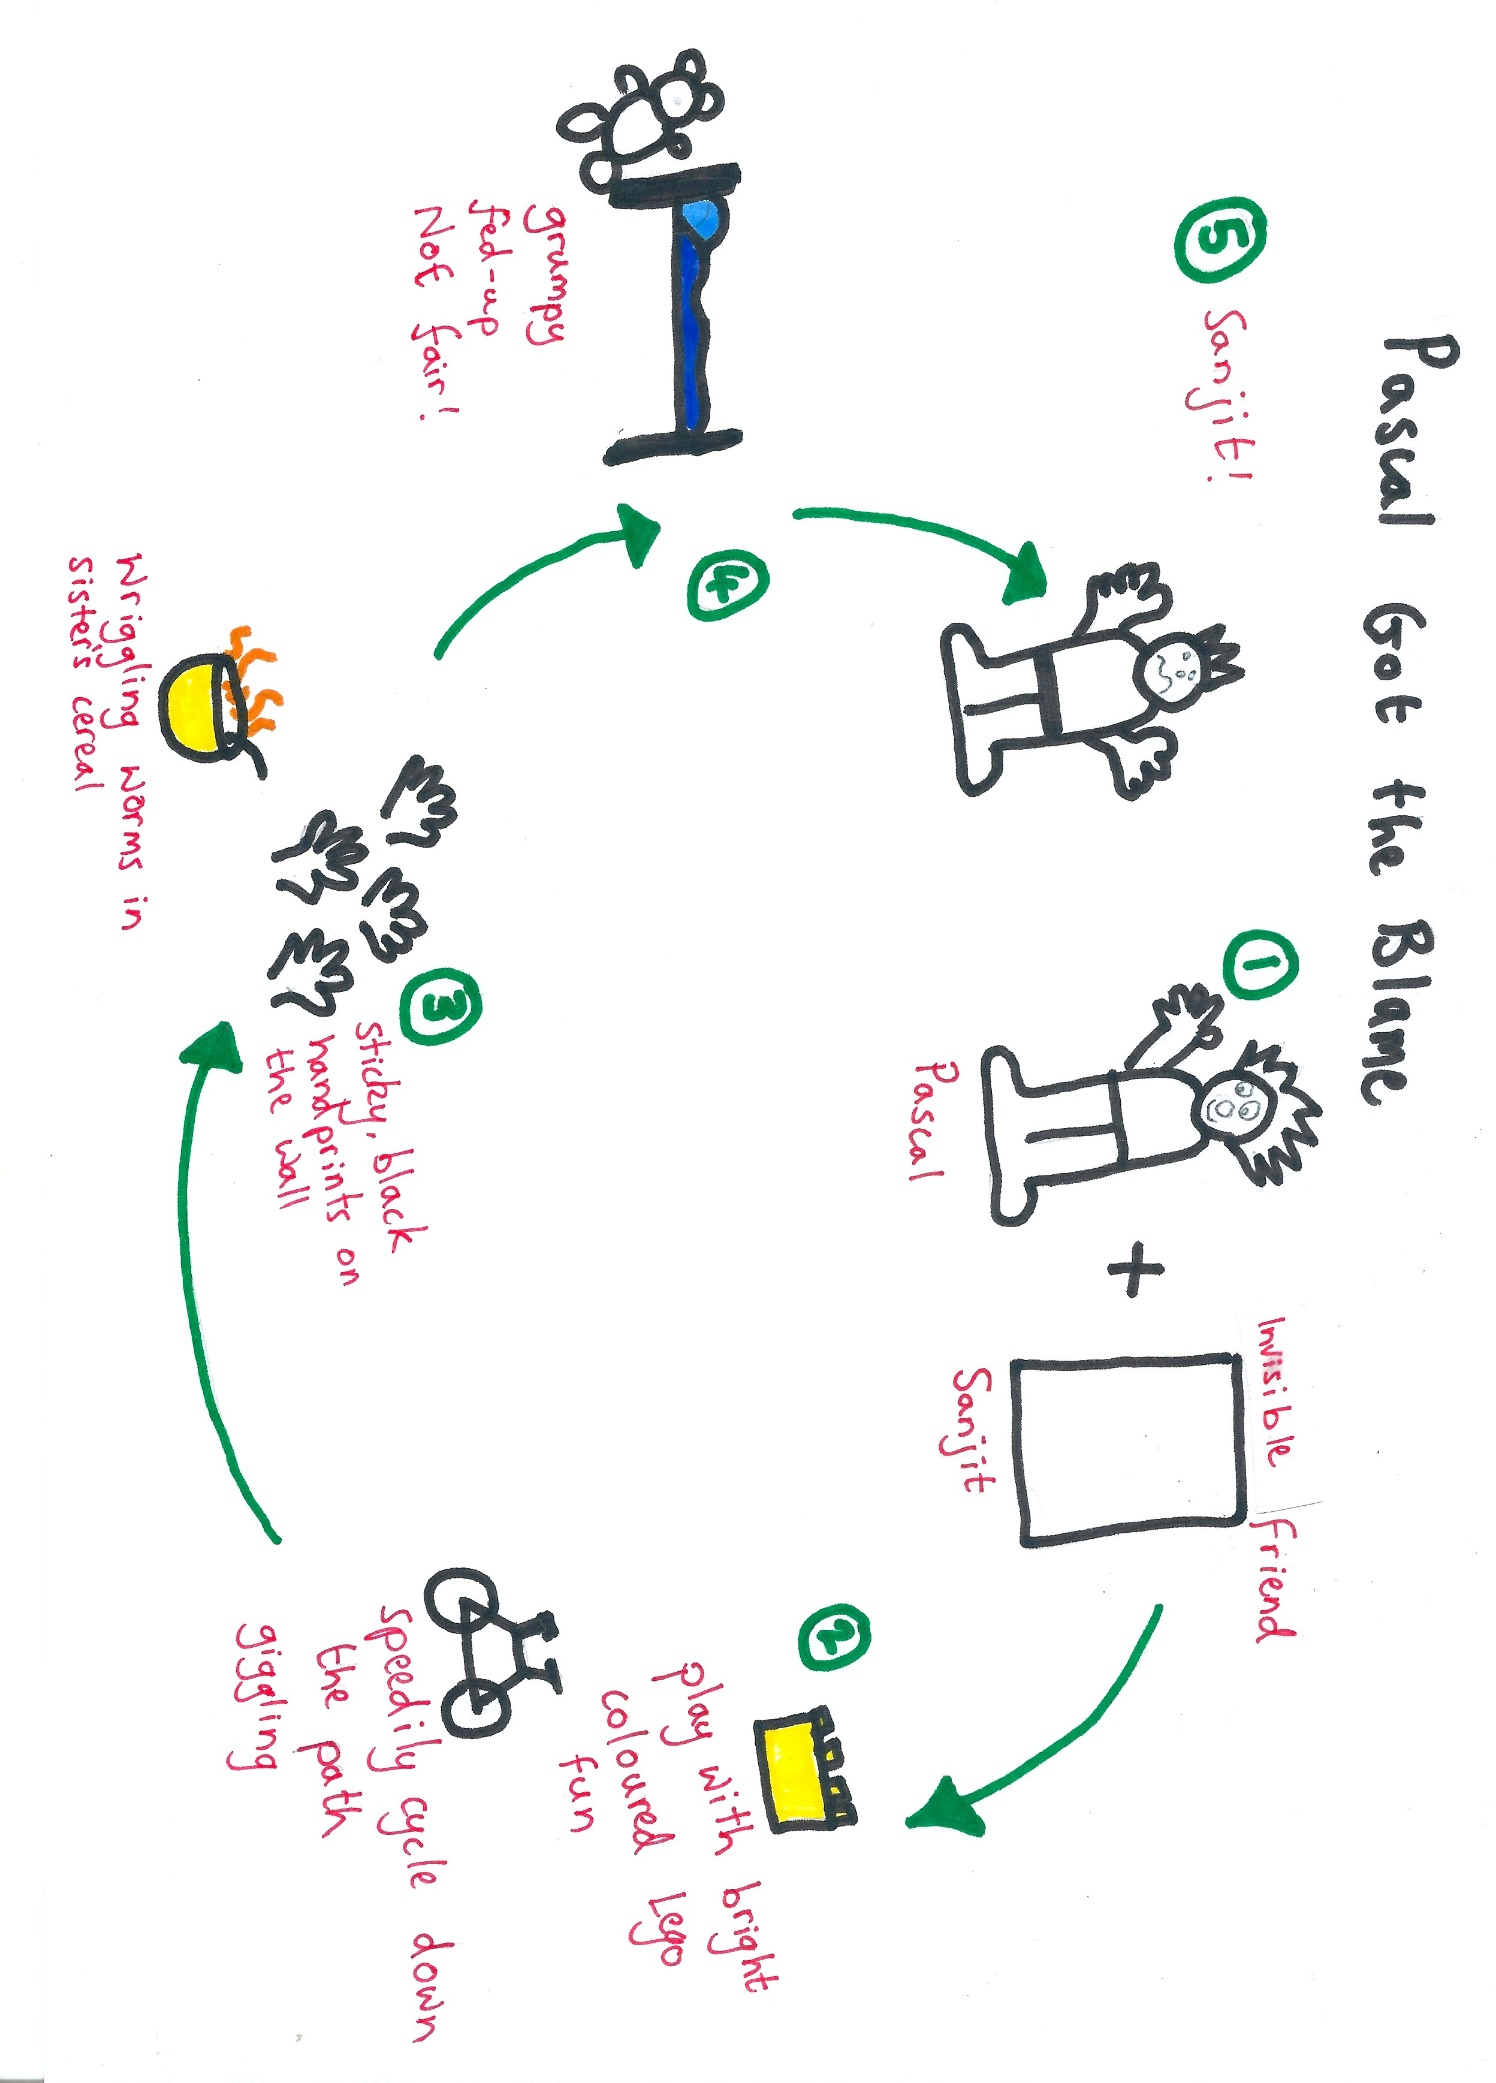 Pascal Got the Blame
1
Pascal
+
Invisible friend
Sanjit
2
play with bright
coloured Lego
fun
speedily cycle down
the path
giggling
3
sticky, black
handprints on
the wall
Wriggling worms in
sister's cereal
4
grumpy
fed-up
Not fair!
5
Sanjit!